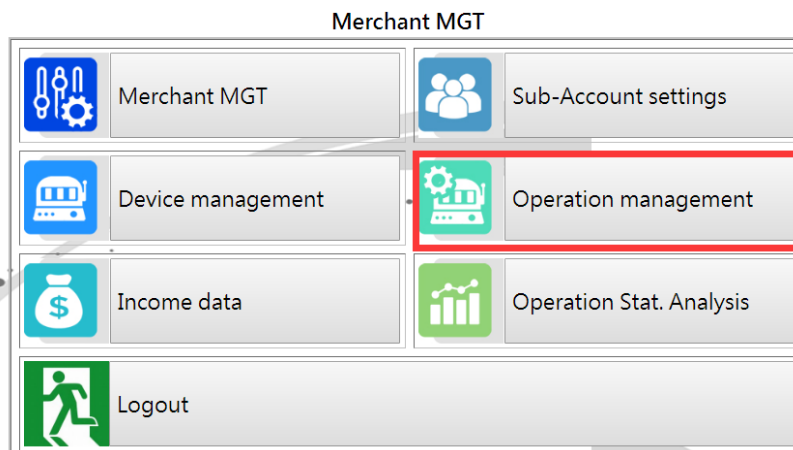 Merchant MGT
Merchant MGT
Sub-Account settings
Device management
Operation management
Income data
Operation Stat. Analysis
Logout